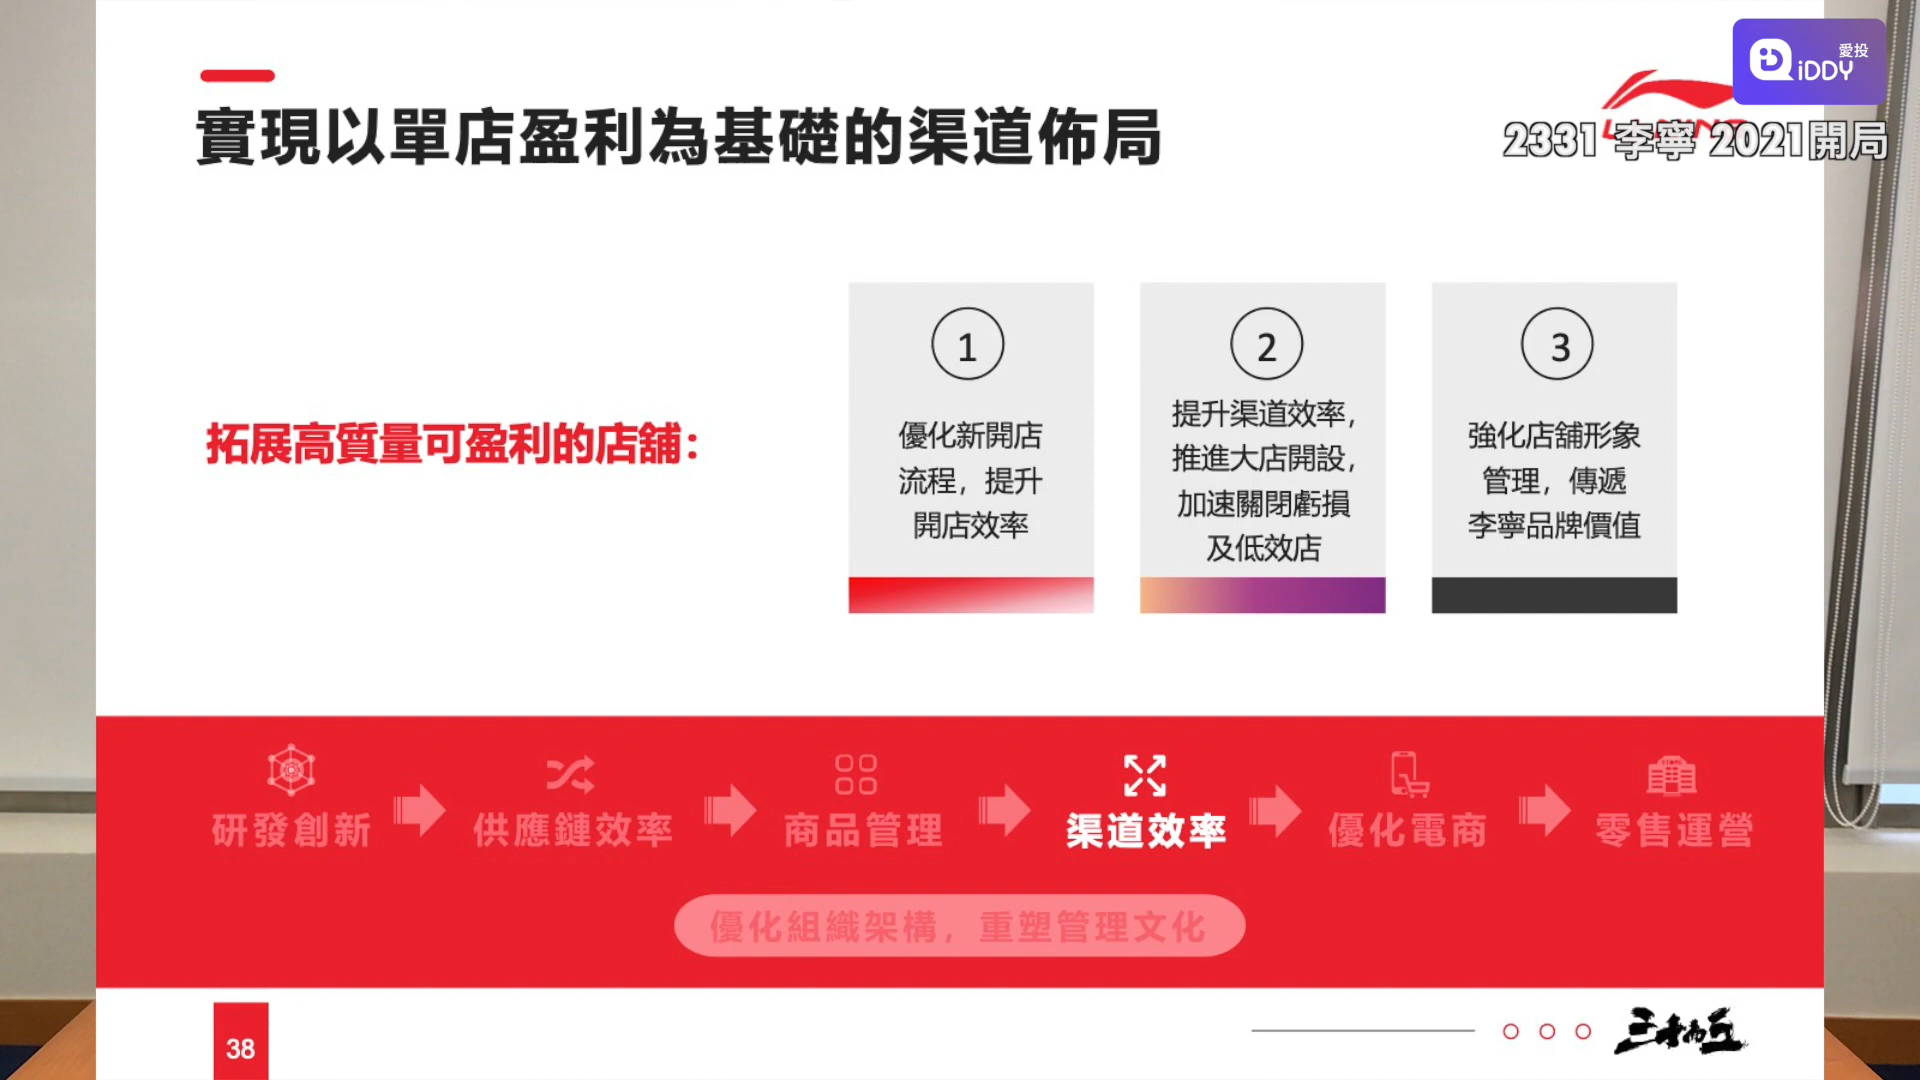 愛投
iDDY
2331 李寧 2021開局
實現以單店盈利為基礎的渠道佈局
拓展高質量可盈利的店舖：
1
優化新開店
流程，提升
開店效率
2
提升渠道效率，
推進大店開設，
加速關閉虧損
及低效店
3
強化店舖形象
管理，傳遞
李寧品牌價值
研發創新
供應鏈效率
商品管理
渠道效率
優化電商
零售運營
優化組織架構，重塑管理文化
38